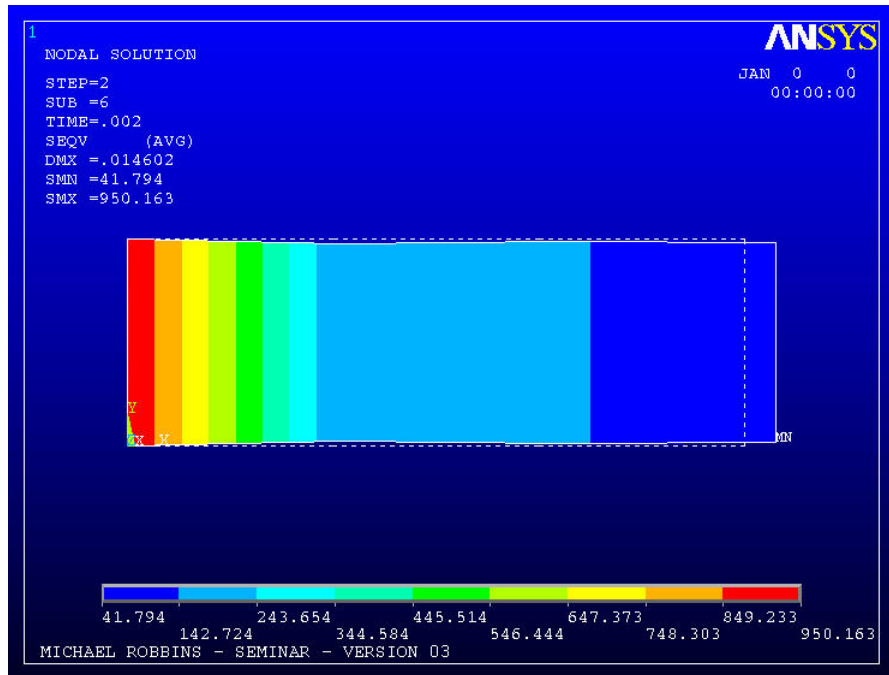 1
ANSYS
NODAL SOLUTION
JAN 0 0
00:00:00
STEP=2
SUB =6
TIME=.002
SEQV (AVG)
DMX =.014602
SMN =41.794
SMX =950.163
Y
X X
MN
41.794 243.654 445.514 647.373 849.233
142.724 344.584 546.444 748.303 950.163
MICHAEL ROBBINS - SEMINAR - VERSION 03